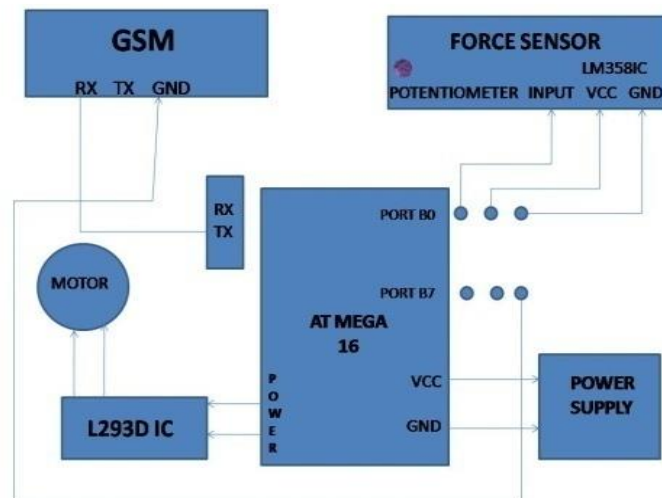 GSM
RX TX GND
FORCE SENSOR
LM358IC
POTENTIOMETER INPUT VCC GND
RX
TX
PORT B0
MOTOR
PORT B7
AT MEGA
16
POWER
VCC
GND
L293D IC
POWER
SUPPLY